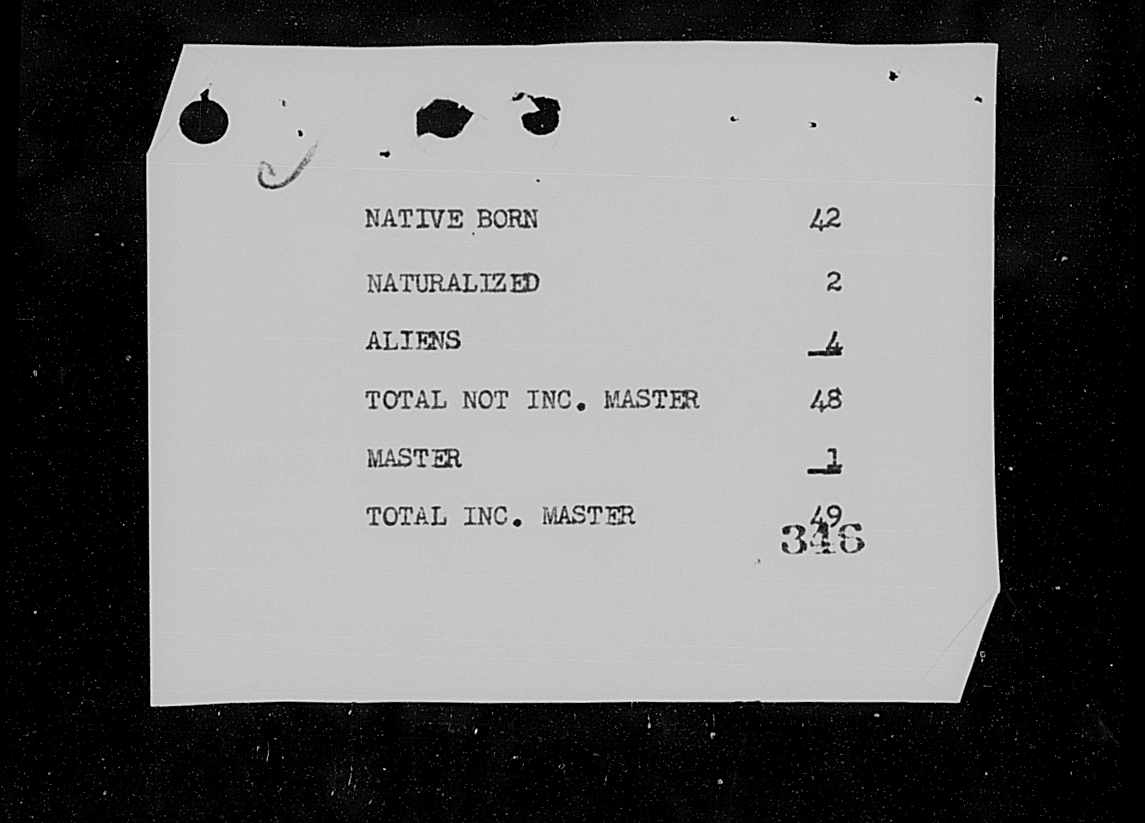 NATIVE BORN 42
NATURALIZED 2
ALIENS 4
TOTAL NOT INC. MASTER 48
MASTER 1
TOTAL INC. MASTER 49
346